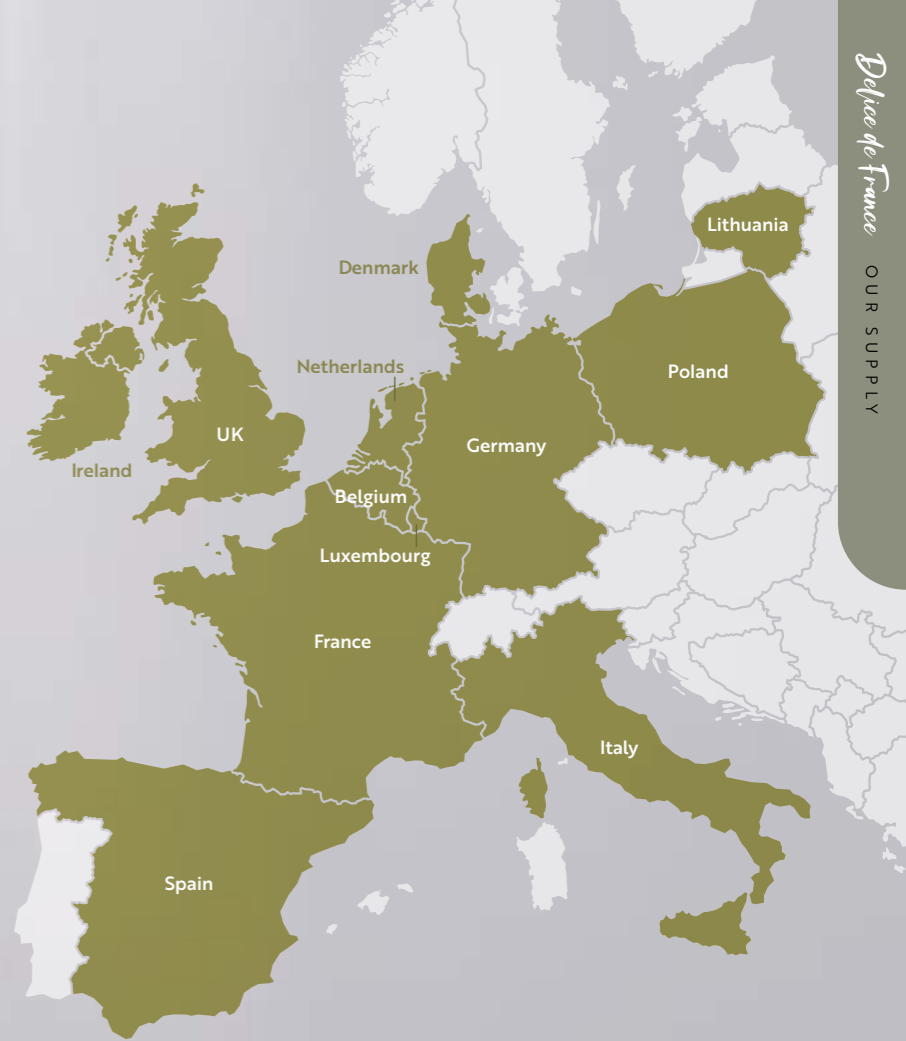 Delice de France OUR SUPPLY
Lithuania
Denmark
Netherlands
Poland
UK
Germany
Ireland
Belgium
Luxembourg
France
Italy
Spain